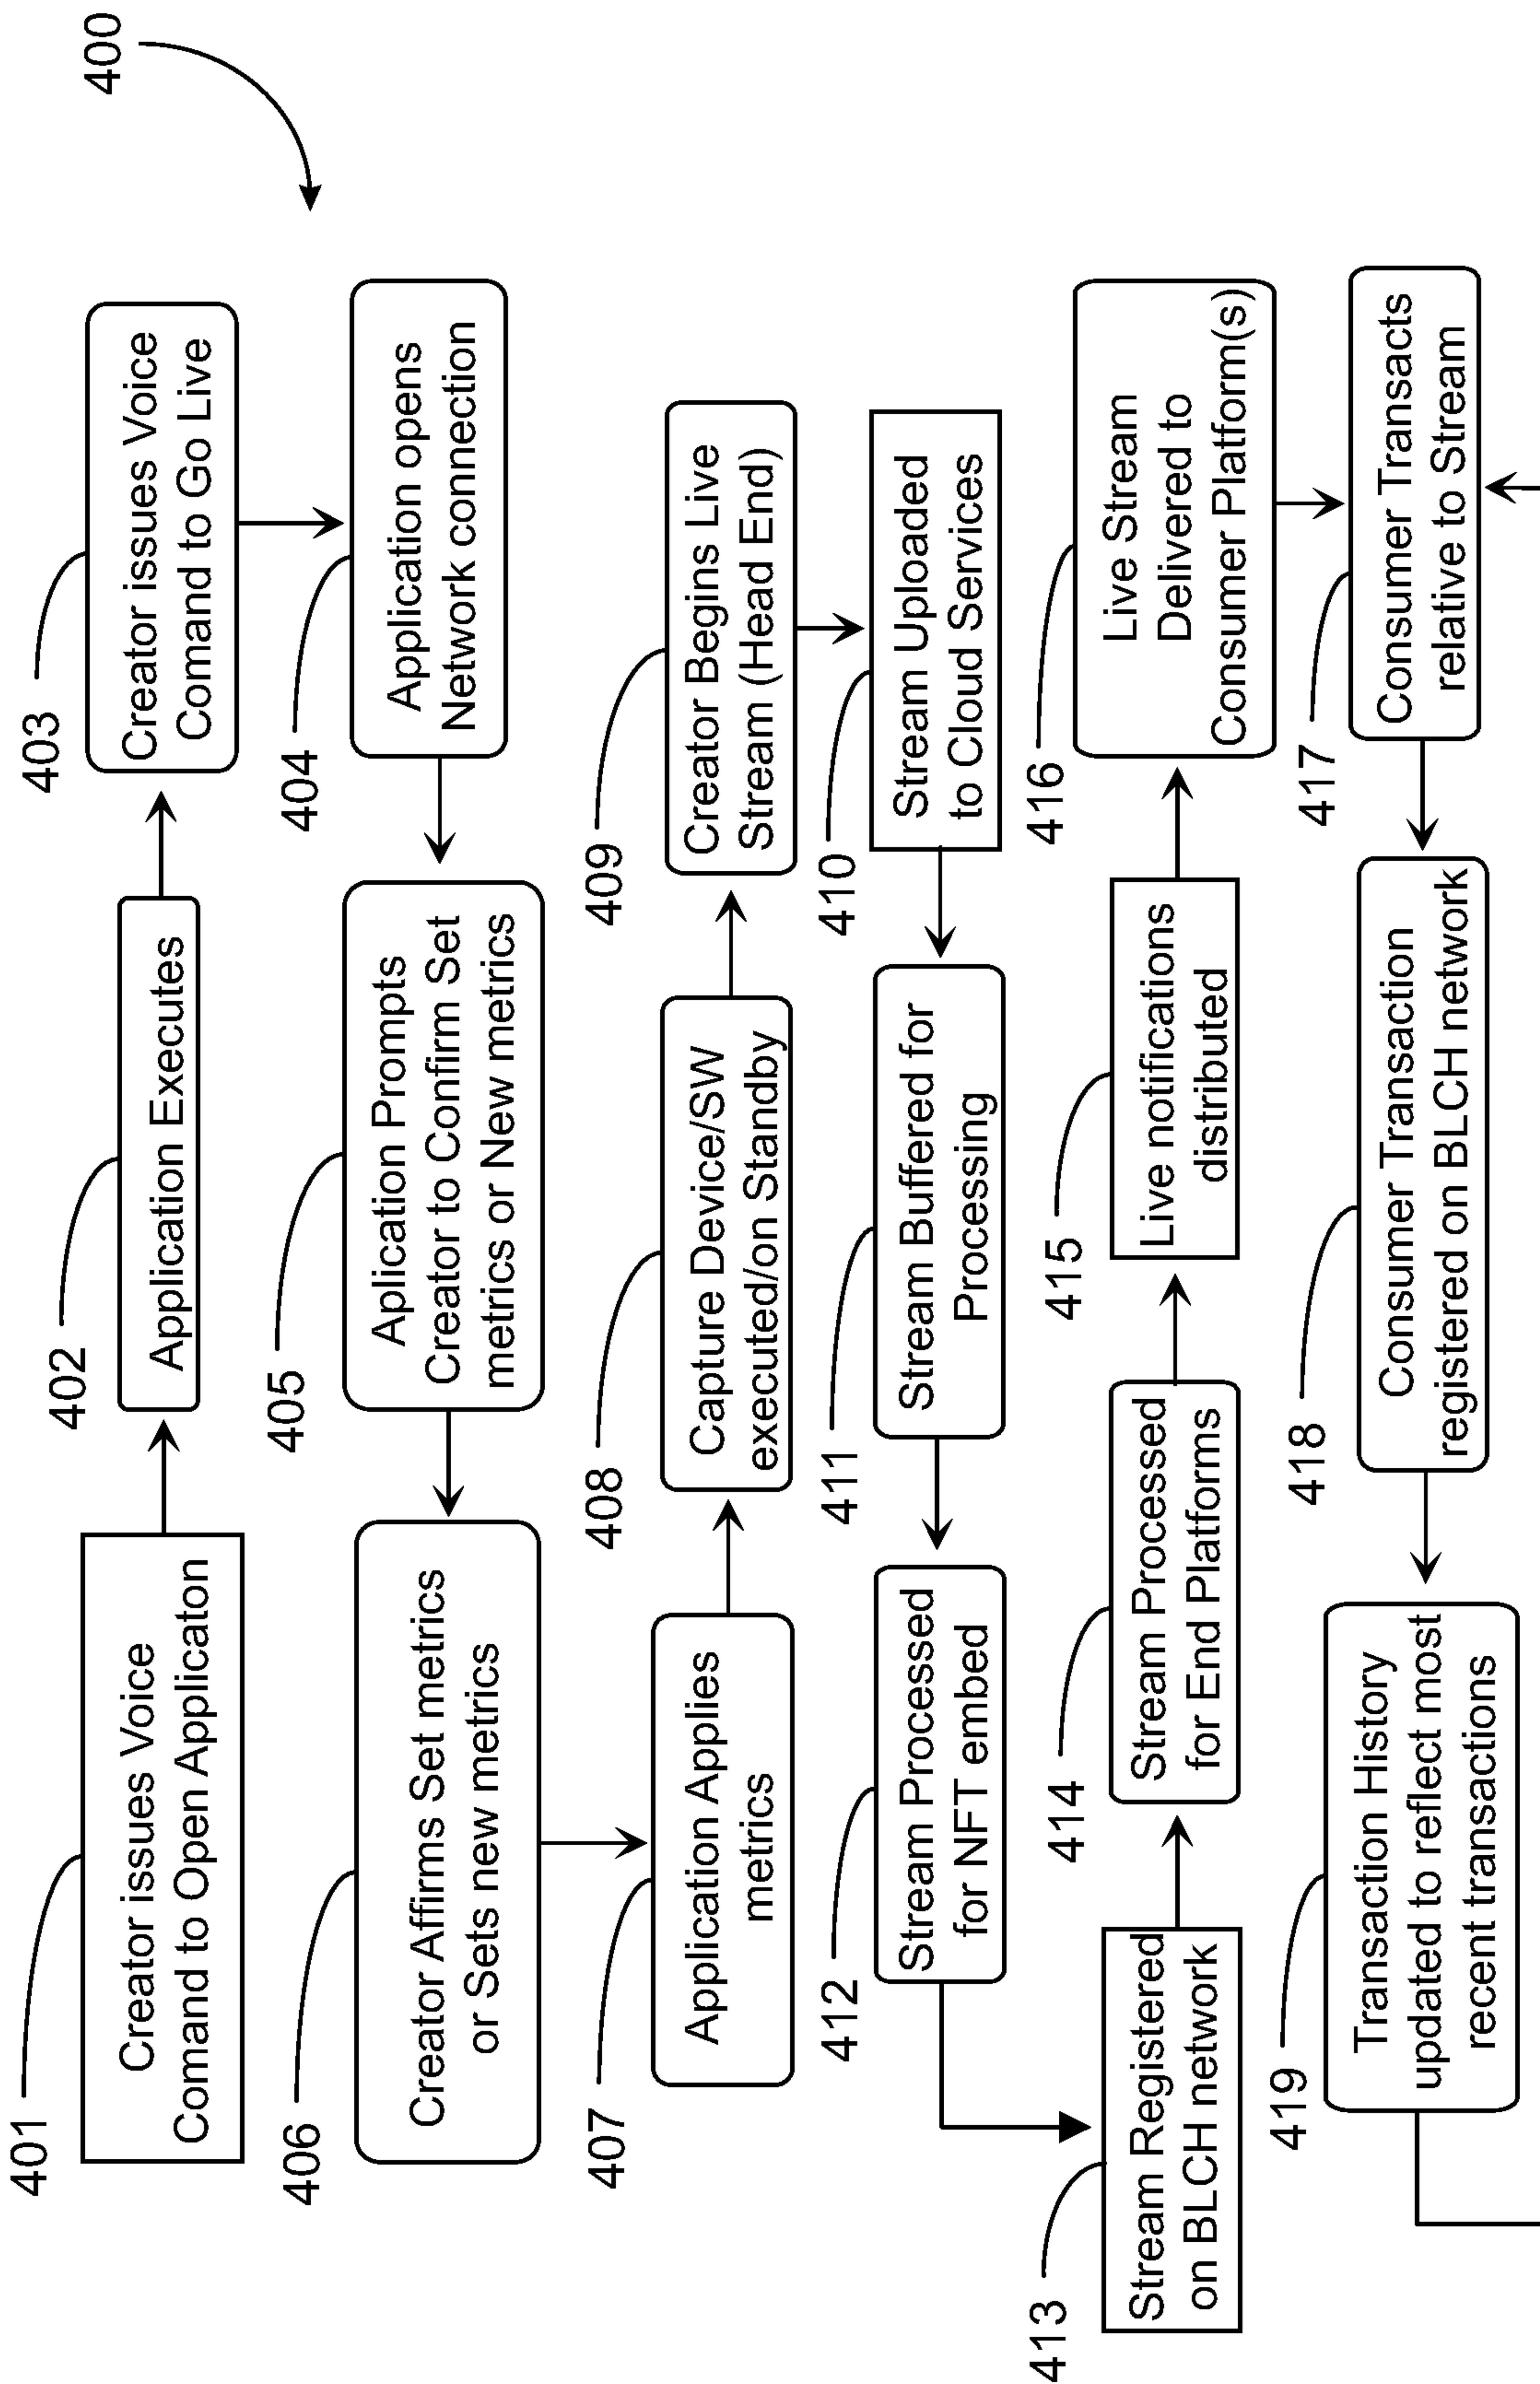 400
401
Creator issues Voice
Comand to Open Applicaton
402
Application Executes
403
Creator issues Voice
Comand to Go Live
404
Application opens
Network connection
405
Aplication Prompts
Creator to Confirm Set
metrics or New metrics
406
Creator Affirms Set metrics
or Sets new metrics
407
Application Applies
metrics
408
Capture Device/SW
executed/on Standby
409
Creator Begins Live
Stream (Head End)
410
Stream Uploaded
to Cloud Services
411
Stream Buffered for
Processing
412
Stream Processed
for NFT embed
413
Stream Registered
on BLCH network
414
Stream Processed
for End Platforms
415
Live notifications
distributed
416
Live Stream
Delivered to
Consumer Platform(s)
417
Consumer Transacts
relative to Stream
418
Consumer Transaction
registered on BLCH network
419
Transaction History
updated to reflect most
recent transactions